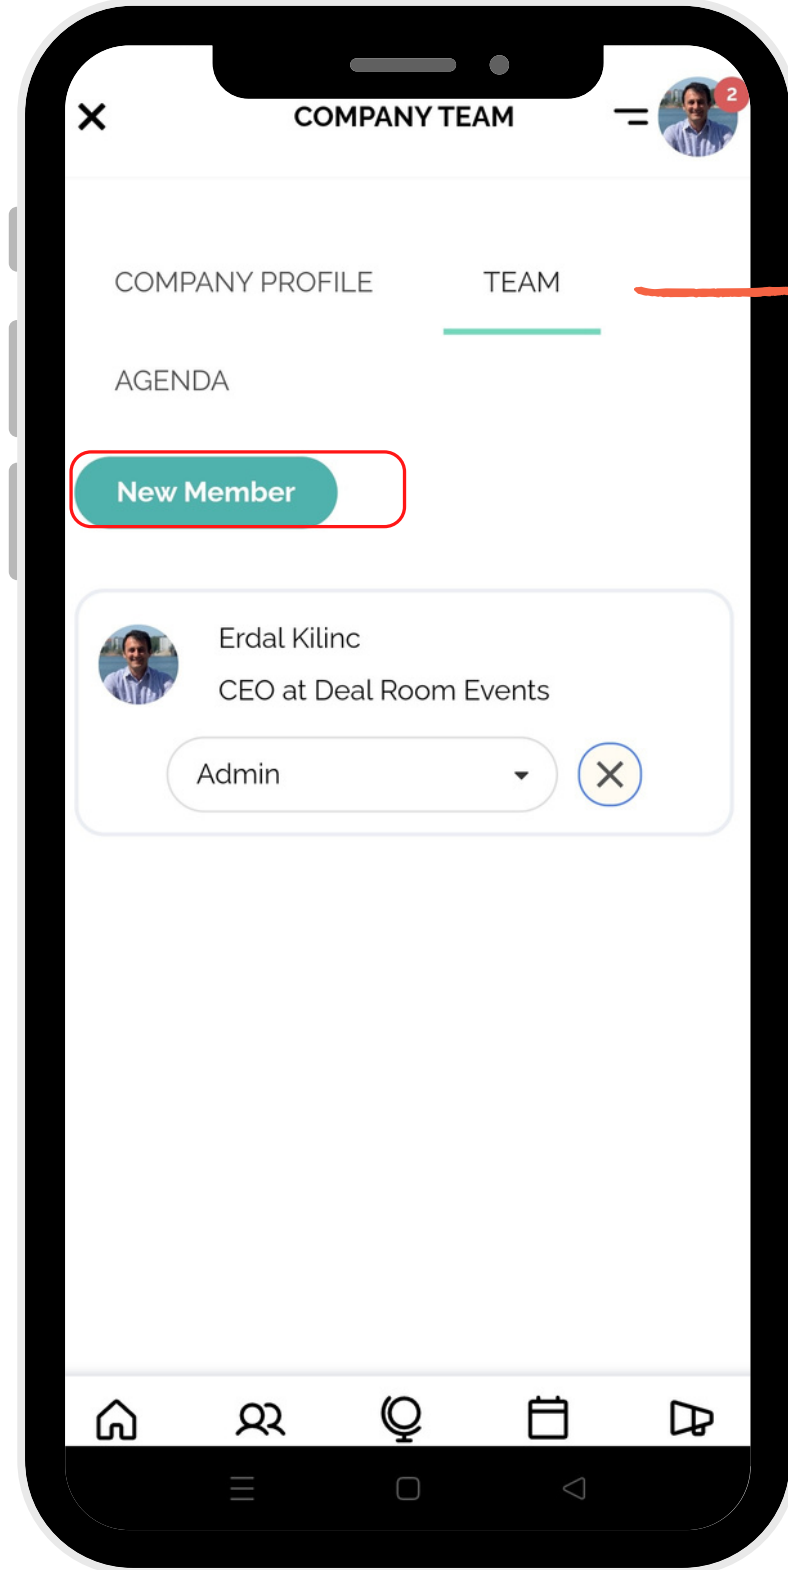 COMPANY TEAM
2
COMPANY PROFILE
TEAM
AGENDA
New Member
Erdal Kilinc
CEO at Deal Room Events
Admin